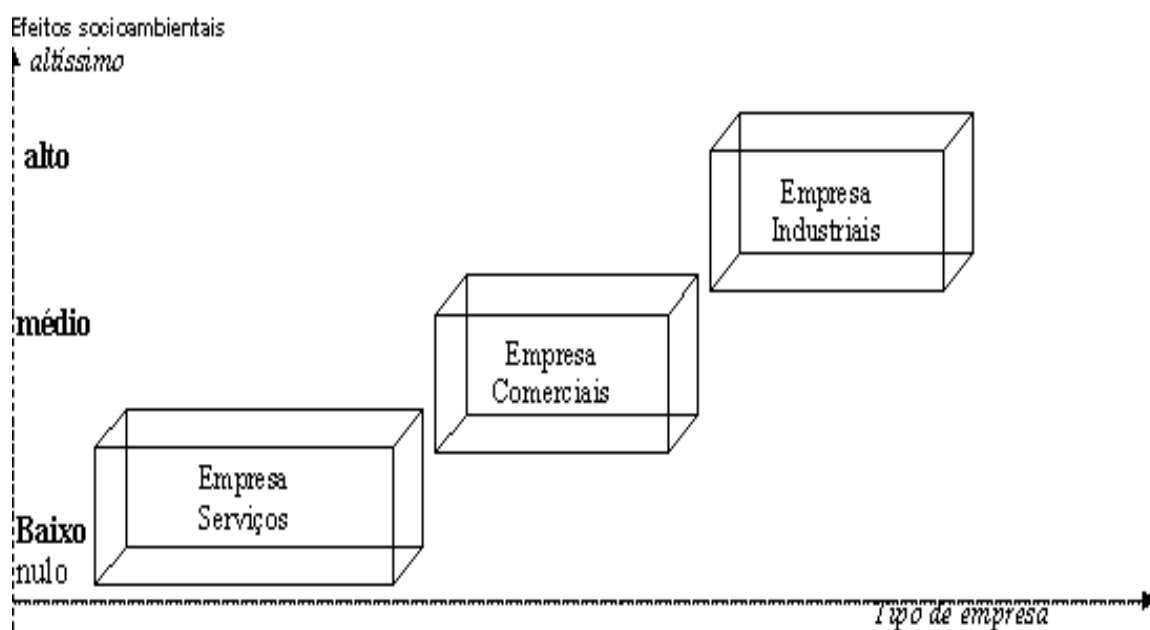 Efeitos socioambientais
altíssimo
alto
Empresa
Industriais
médio
Empresa
Comerciais
Empresa
Serviços
Baixo
nulo
Tipo de empresa